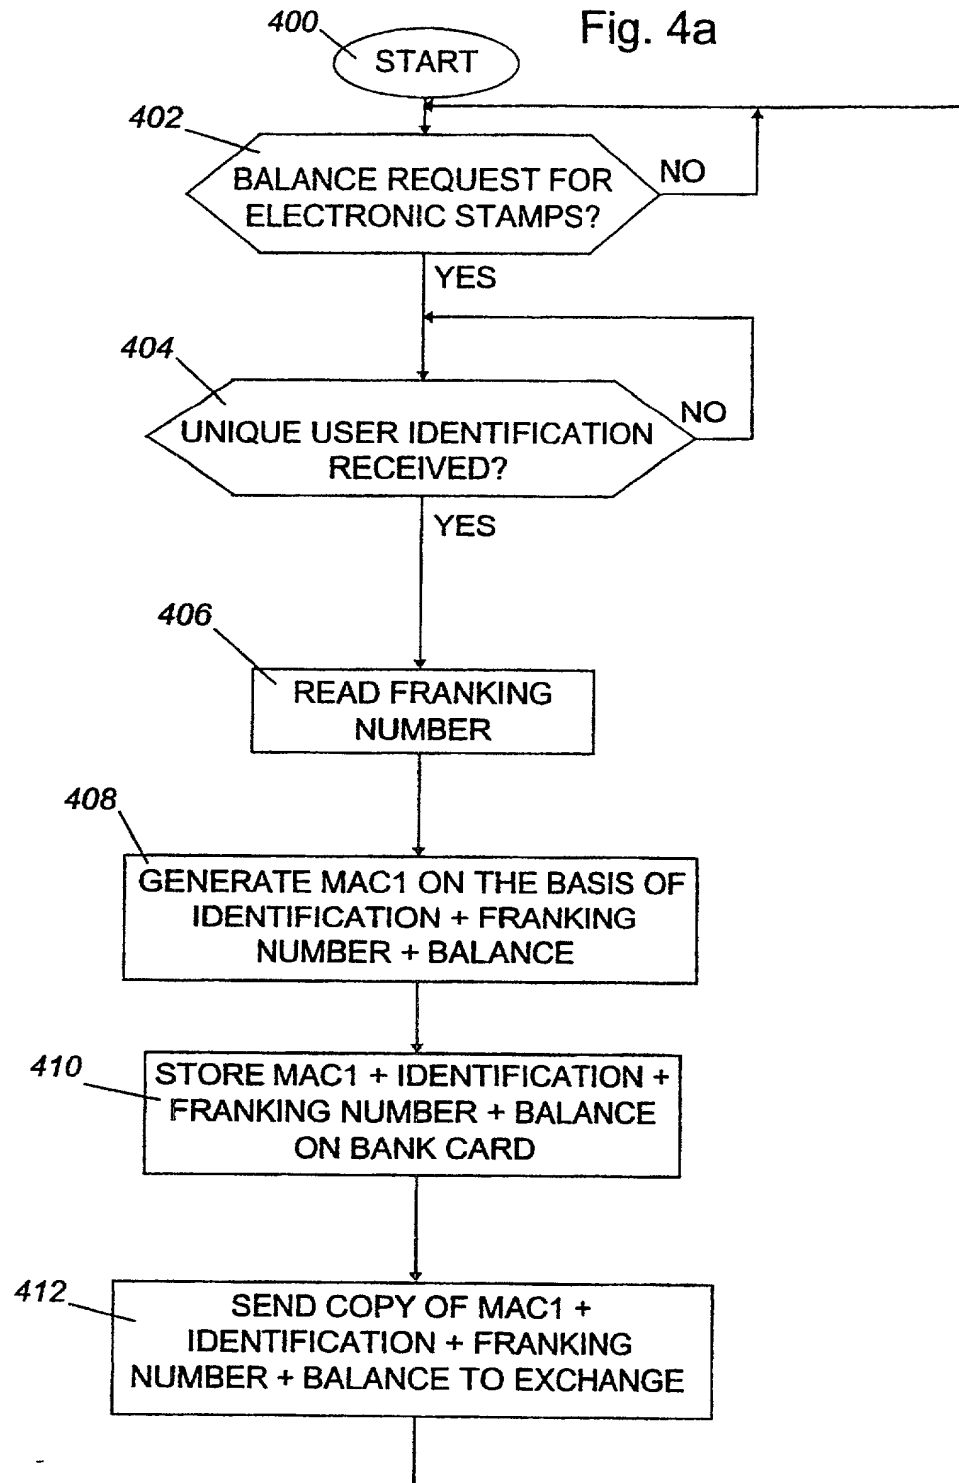 Fig. 4a
400
START
402
BALANCE REQUEST FOR
ELECTRONIC STAMPS?
NO
YES
404
UNIQUE USER IDENTIFICATION
RECEIVED?
NO
YES
406
READ FRANKING
NUMBER
408
GENERATE MAC1 ON THE BASIS OF
IDENTIFICATION + FRANKING
NUMBER + BALANCE
410
STORE MAC1 + IDENTIFICATION +
FRANKING NUMBER + BALANCE
ON BANK CARD
412
SEND COPY OF MAC1 +
IDENTIFICATION + FRANKING
NUMBER + BALANCE TO EXCHANGE